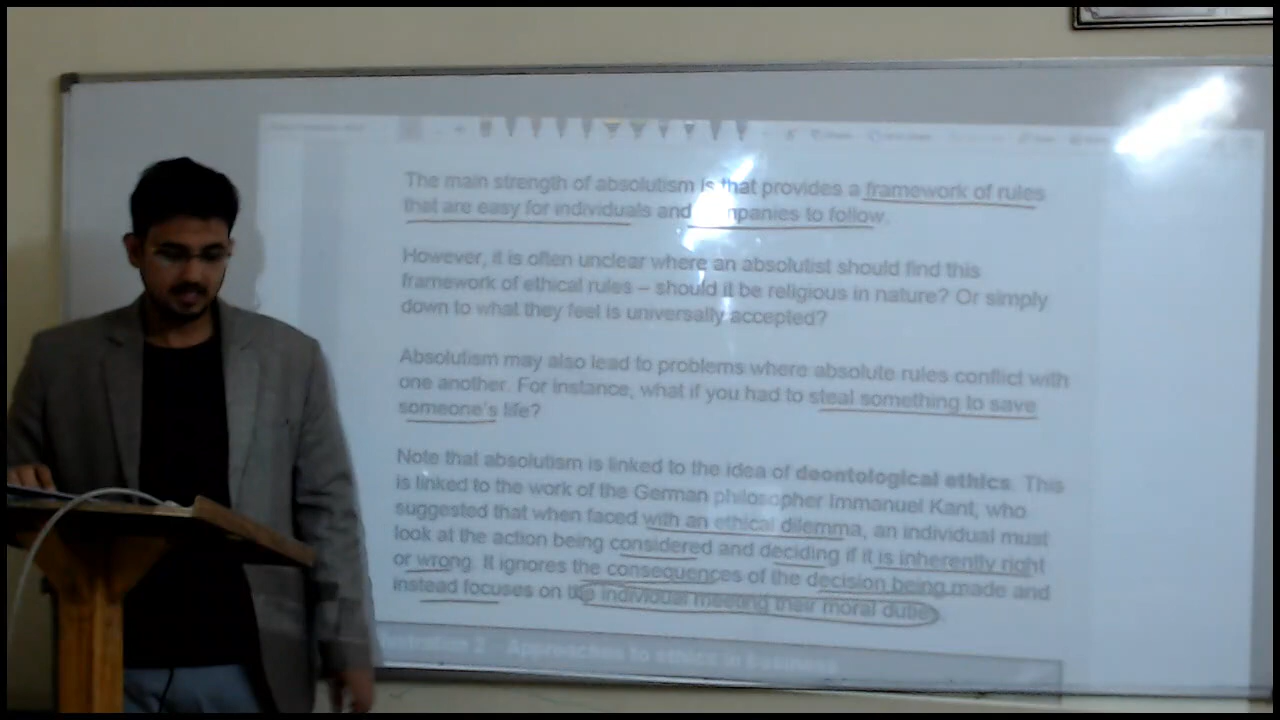 The main strength of absolutism is that provides a framework of rules
that are easy for individuals and npanies to follow.
However, it is often unclear where an absolutist should find this
framework of ethical rules – should it be religious in nature? Or simply
down to what they feel is universally accepted?
Absolutism may also lead to problems where absolute rules conflict with
one another. For instance, what if you had to steal something to save
someone's life?
Note that absolutism is linked to the idea of deontological ethics. This
is linked to the work of the German philosopher Immanuel Kant, who
suggested that when faced with an ethical dilemma, an individual must
look at the action being considered and deciding if it is inherently right
or wrong. It ignores the consequences of the decision being made and
instead focuses on the individual meeting their moral duties
2 Approaches to ethics in business